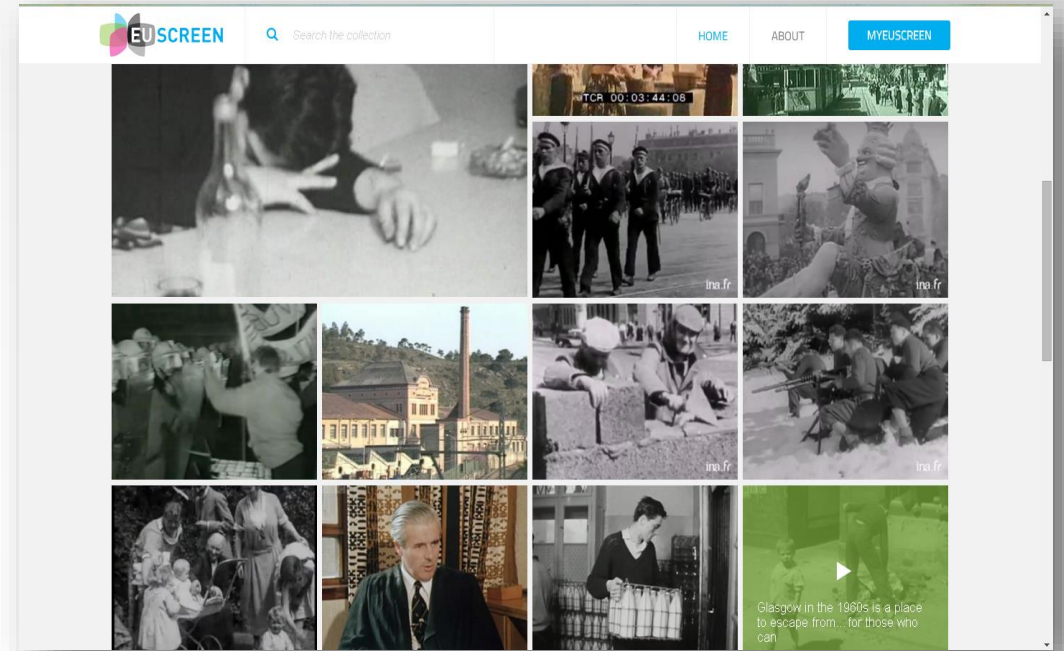 EUSCREEN
Search the collection
HOME
ABOUT
MYEUSCREEN
TCR 00:03:44:08
ina.fr
ina.fr
ina.fr
ina.fr
Glasgow in the 1960s is a place
to escape from... for those who
can